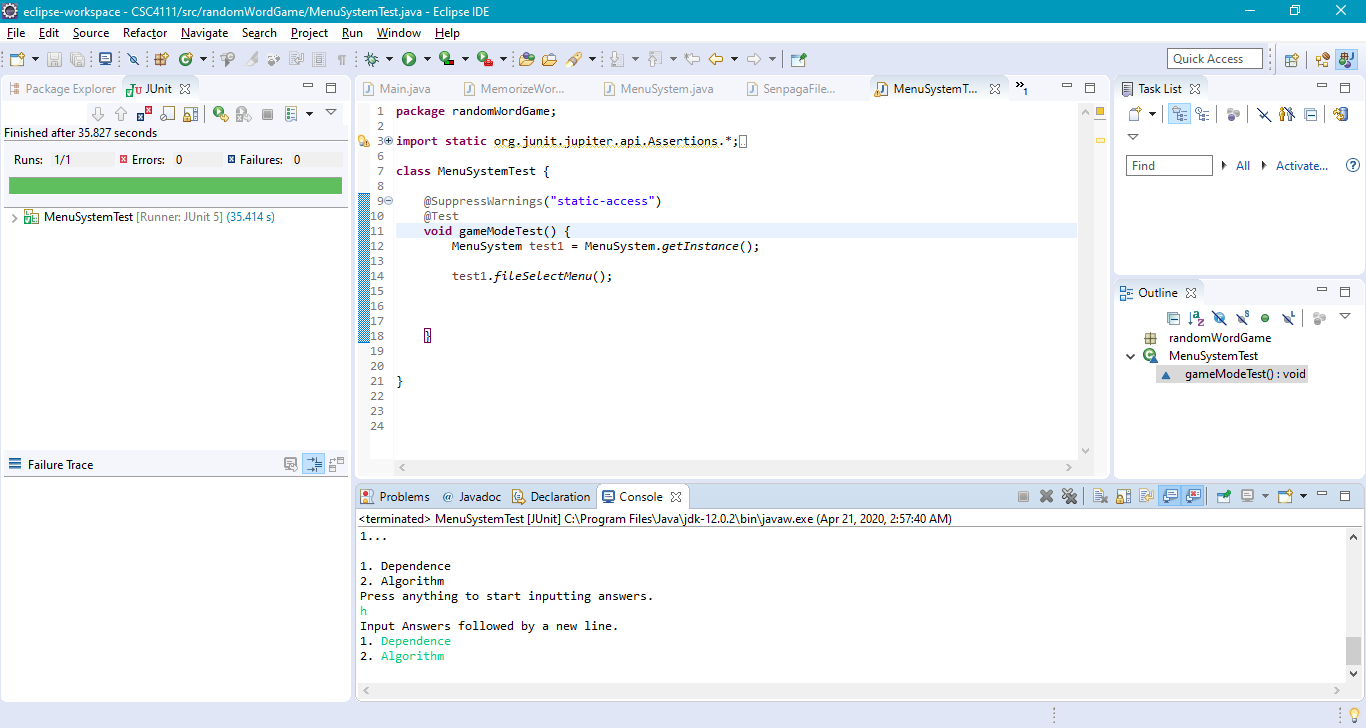 eclipse-workspace - CSC4111/src/randomWordGame/MenuSystemTest.java - Eclipse IDE
File Edit Source Refactor Navigate Search Project Run Window Help
Quick Access
Package Explorer JUnit
Finished after 35.827 seconds
Runs: 1/1 Errors: 0 Failures: 0
MenuSystemTest [Runner: JUnit 5] (35.414 s)
Failure Trace
Main.java MemorizeWor... MenuSystem.java SenpagaFile... MenuSystemT... »1
1 package randomWordGame;
2
3 import static org.junit.jupiter.api.Assertions.*;
6
7 class MenuSystemTest {
8
9 @SuppressWarnings("static-access")
10 @Test
11 void gameModeTest() {
12 MenuSystem test1 = MenuSystem.getInstance();
13
14 test1.fileSelectMenu();
15
16
17
18 }
19
20
21 }
22
23
24
Task List
Find All Activate...
Outline
randomWordGame
MenuSystemTest
gameModeTest() : void
Problems Javadoc Declaration Console
<terminated> MenuSystemTest [JUnit] C:\Program Files\Java\jdk-12.0.2\bin\javaw.exe (Apr 21, 2020, 2:57:40 AM)
1...
1. Dependence
2. Algorithm
Press anything to start inputting answers.
h
Input Answers followed by a new line.
1. Dependence
2. Algorithm